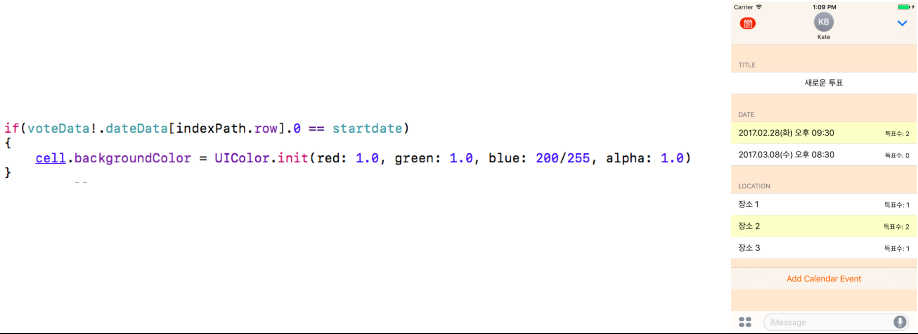 if(voteData!.dateData[indexPath.row].0 == startdate)
{
    cell.backgroundColor = UIColor.init(red: 1.0, green: 1.0, blue: 200/255, alpha: 1.0)
}
Carrier 1:09 PM
KB
Kate
TITLE
새로운 투표
DATE
2017.02.28(화) 오후 09:30 득표수: 2
2017.03.08(수) 오후 08:30 득표수: 0
LOCATION
장소 1 득표수: 1
장소 2 득표수: 2
장소 3 득표수: 1
Add Calendar Event
iMessage